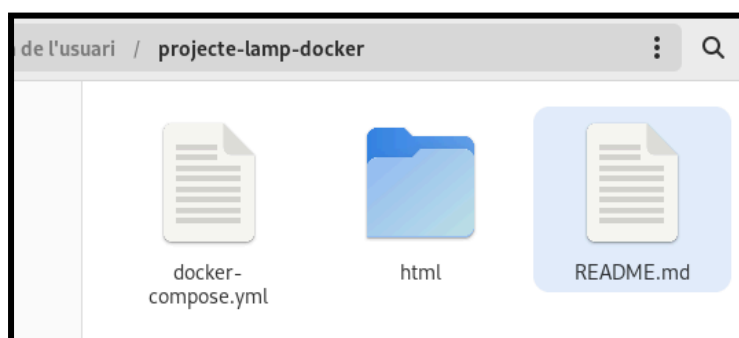 de l'usuari / projecte-lamp-docker
docker-
compose.yml
html
README.md